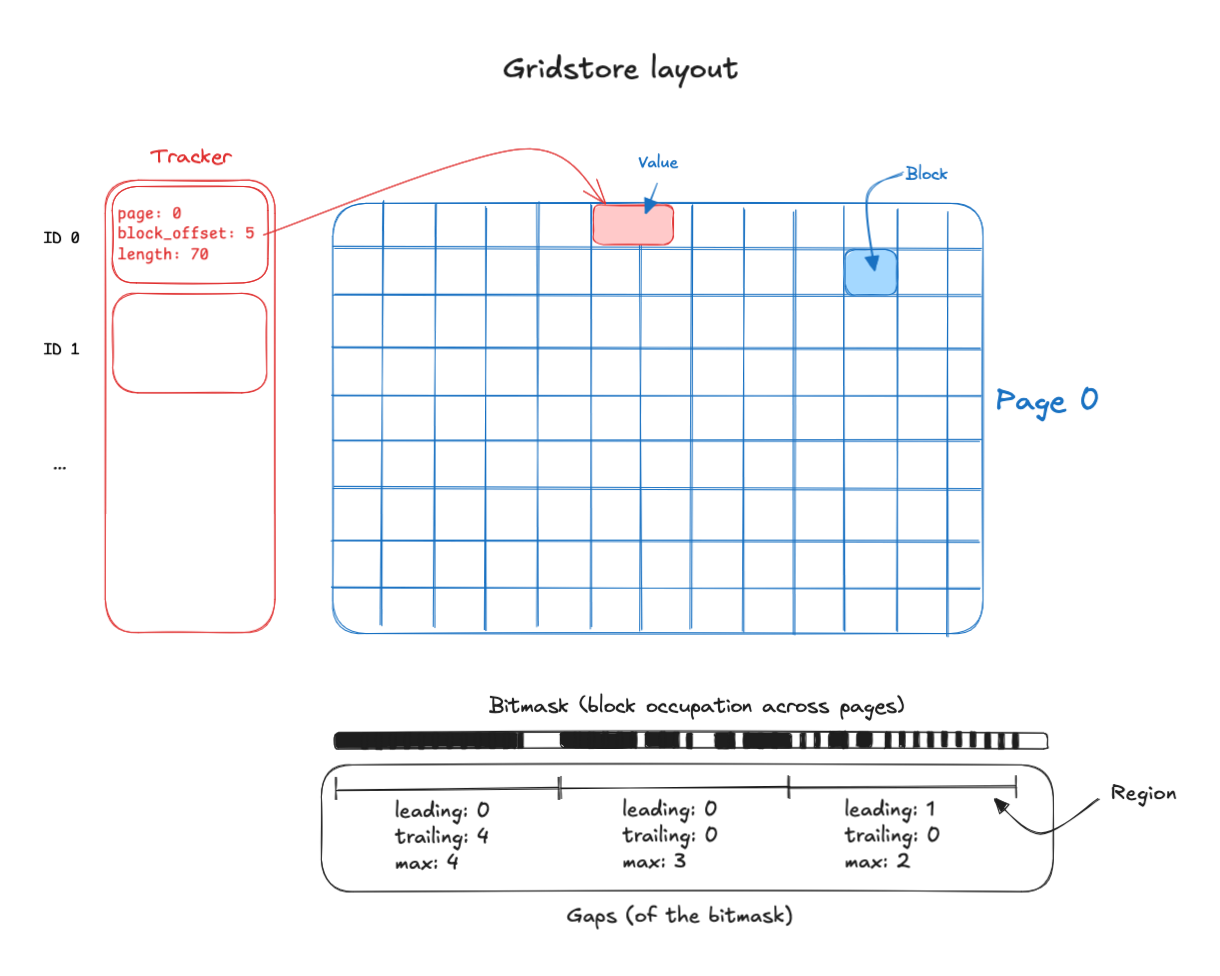 Gridstore layout
Tracker
Value
Block
page: 0
block_offset: 5
length: 70
ID 0
ID 1
...
Page 0
Bitmask (block occupation across pages)
leading: 0
trailing: 4
max: 4
leading: 0
trailing: 0
max: 3
leading: 1
trailing: 0
max: 2
Region
Gaps (of the bitmask)